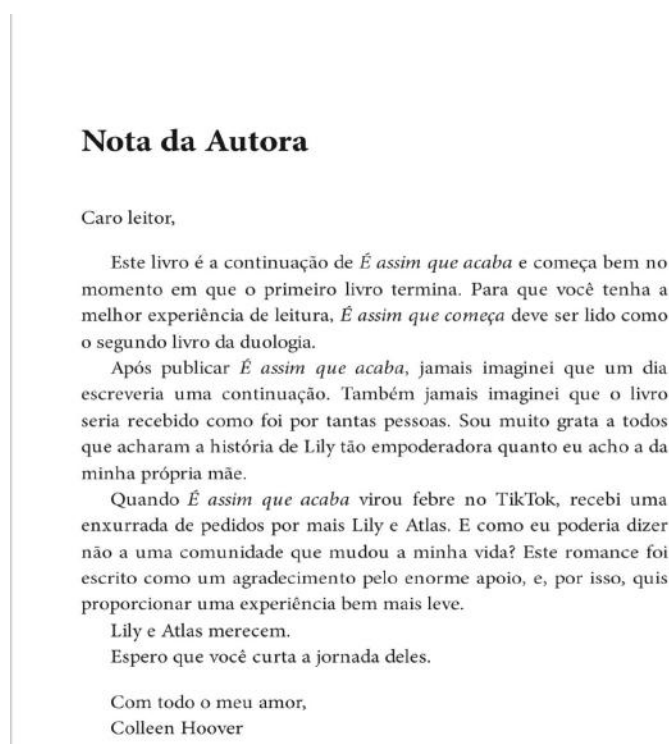 Nota da Autora
Caro leitor,
Este livro é a continuação de É assim que acaba e começa bem no
momento em que o primeiro livro termina. Para que você tenha a
melhor experiência de leitura, É assim que começa deve ser lido como
o segundo livro da duologia.
Após publicar É assim que acaba, jamais imaginei que um dia
escreveria uma continuação. Também jamais imaginei que o livro
seria recebido como foi por tantas pessoas. Sou muito grata a todos
que acharam a história de Lily tão empoderadora quanto eu acho a da
minha própria mãe.
Quando É assim que acaba virou febre no TikTok, recebi uma
enxurrada de pedidos por mais Lily e Atlas. E como eu poderia dizer
não a uma comunidade que mudou a minha vida? Este romance foi
escrito como um agradecimento pelo enorme apoio, e, por isso, quis
proporcionar uma experiência bem mais leve.
Lily e Atlas merecem.
Espero que você curta a jornada deles.
Com todo o meu amor,
Colleen Hoover